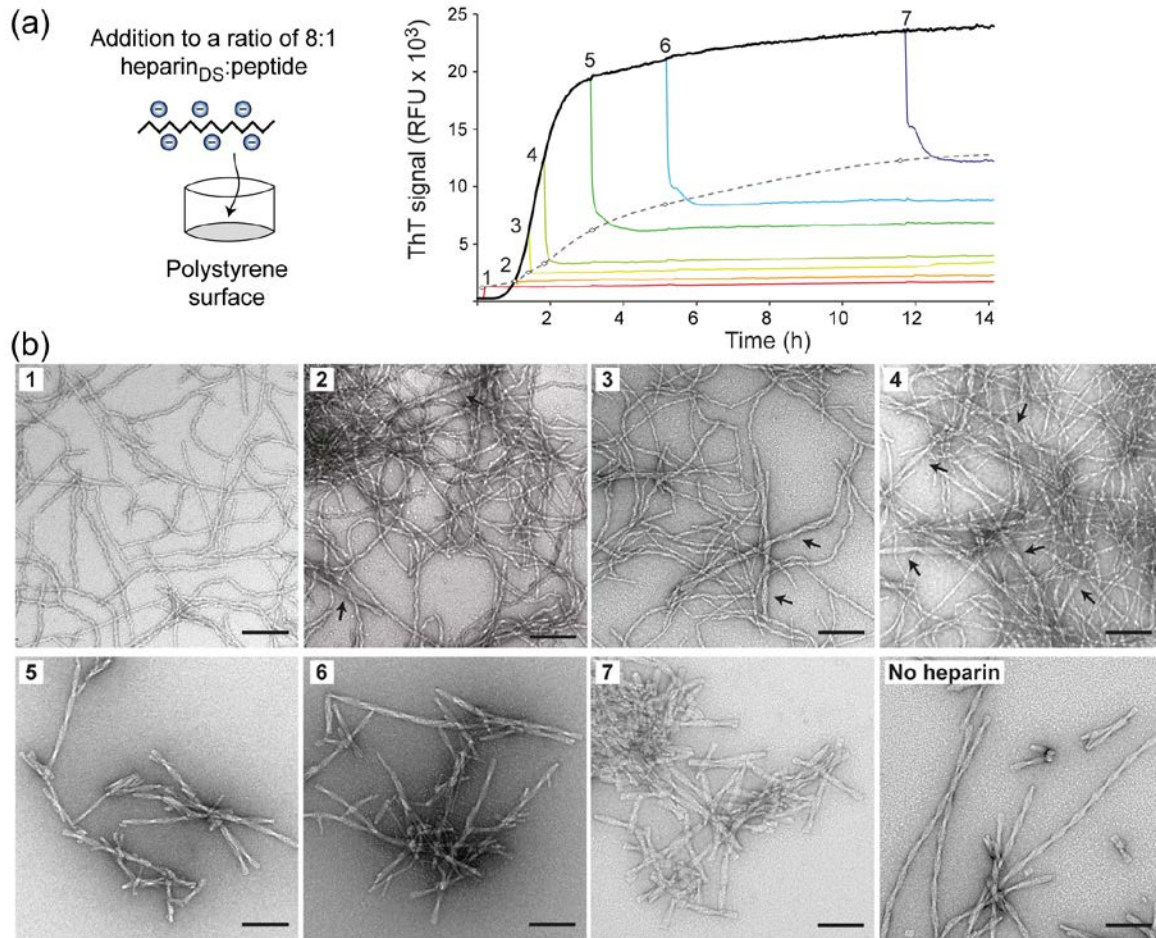 (a)
Addition to a ratio of 8:1
heparinDS:peptide
Polystyrene
surface
ThT signal (RFU x 10³)
25
20
15
10
5
2
4
6
8
10
12
14
Time (h)
1
2
3
4
5
6
7
(b)
1
2
3
4
5
6
7
No heparin